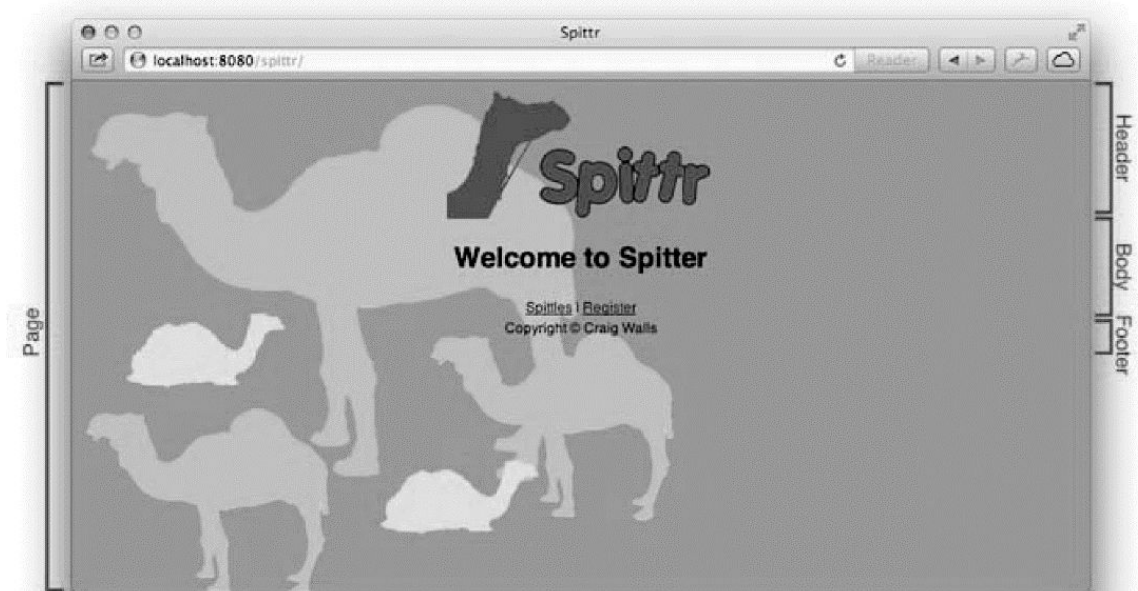 Spittr
localhost:8080/spittr/
Reader
Header
Spittr
Welcome to Spitter
Body
Spittles | Register
Copyright © Craig Walls
Footer
Page